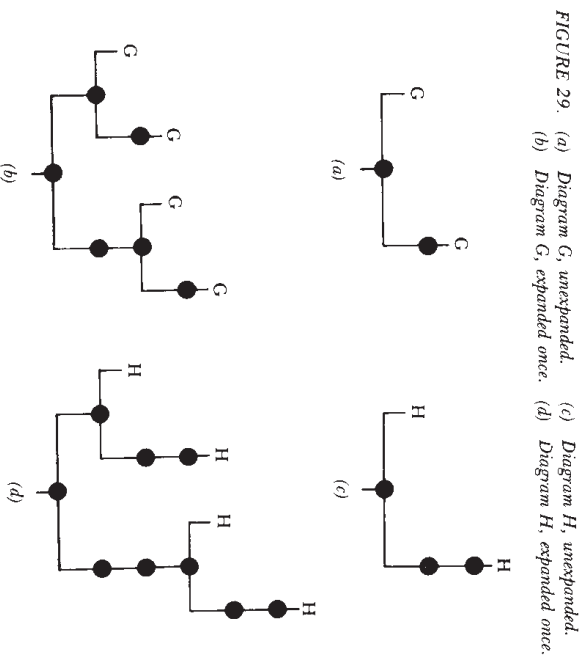 FIGURE 29. (a) Diagram G, unexpanded. (c) Diagram H, unexpanded.
(b) Diagram G, expanded once. (d) Diagram H, expanded once.
G
G
(a)
H
H
(c)
G
G
G
G
(b)
H
H
H
H
(d)